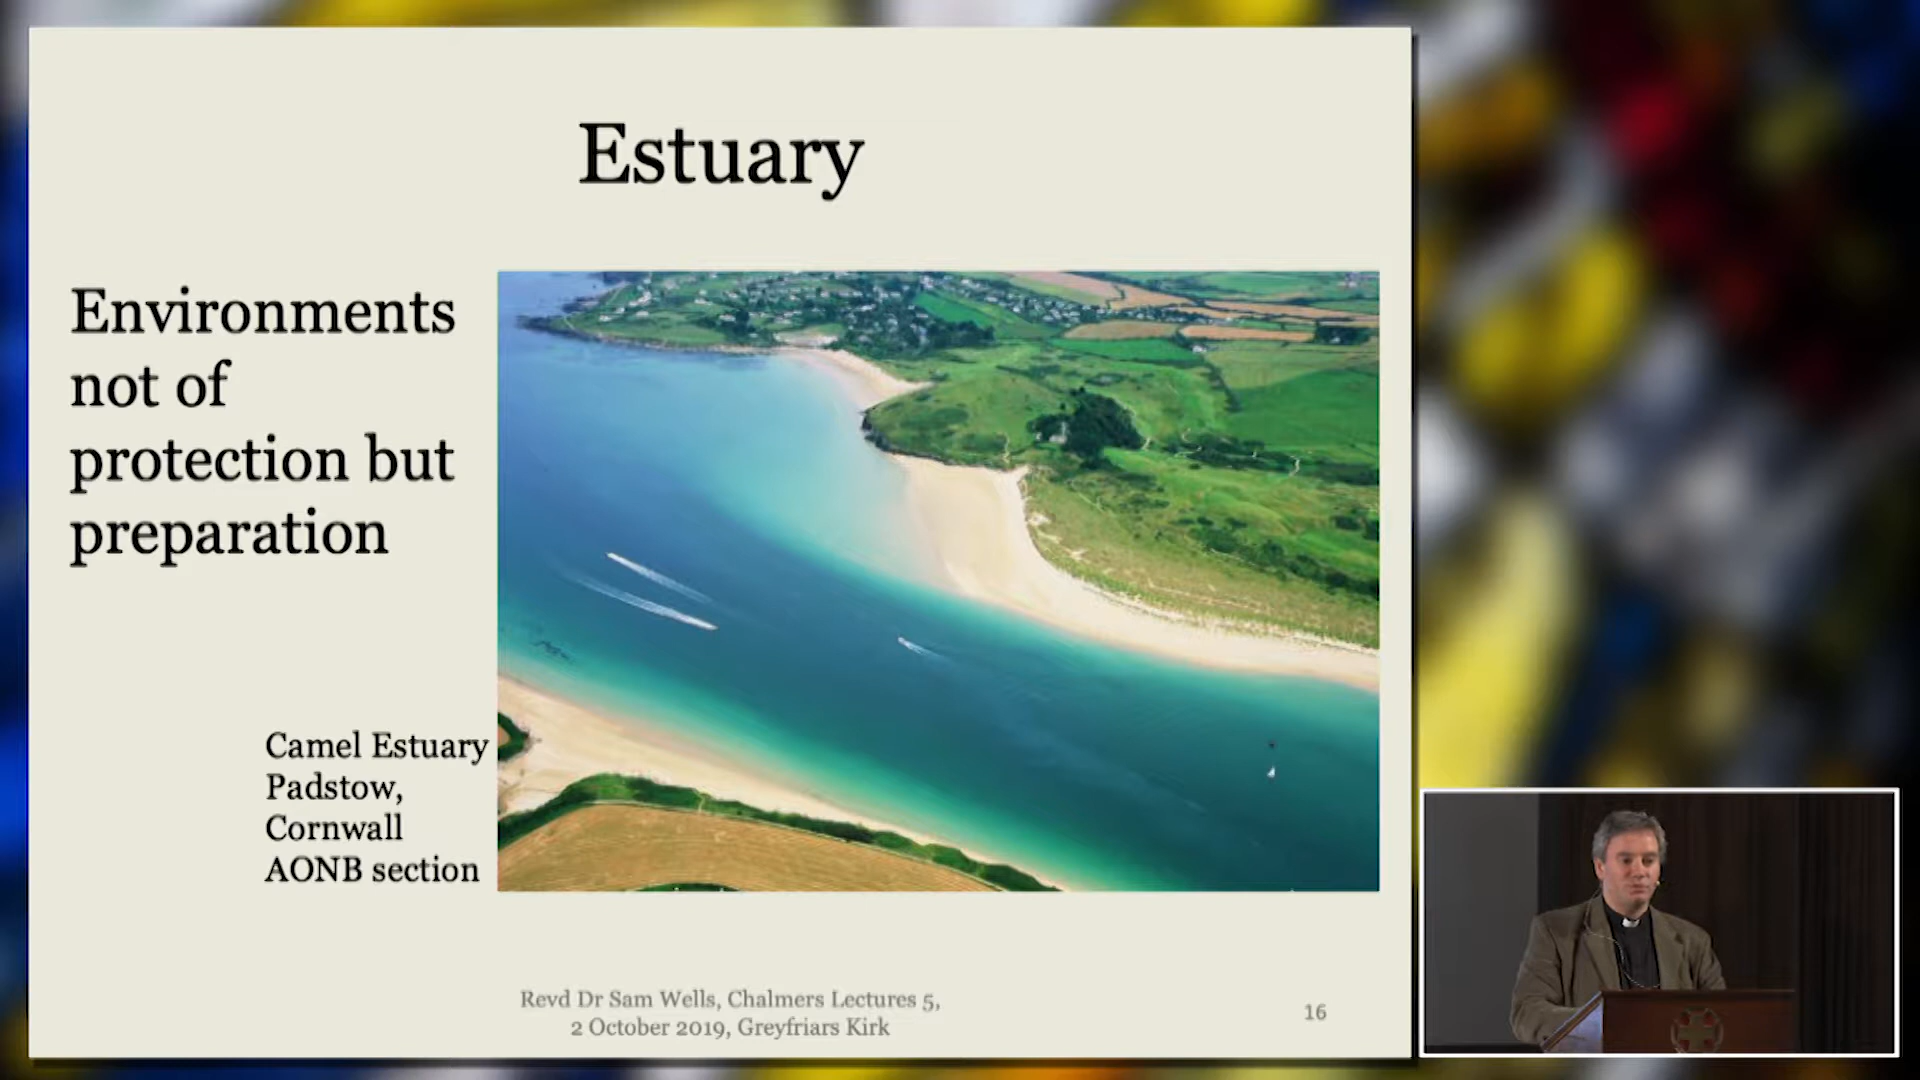 Estuary
Environments
not of
protection but
preparation
Camel Estuary
Padstow,
Cornwall
AONB section
Revd Dr Sam Wells, Chalmers Lectures 5,
2 October 2019, Greyfriars Kirk
16